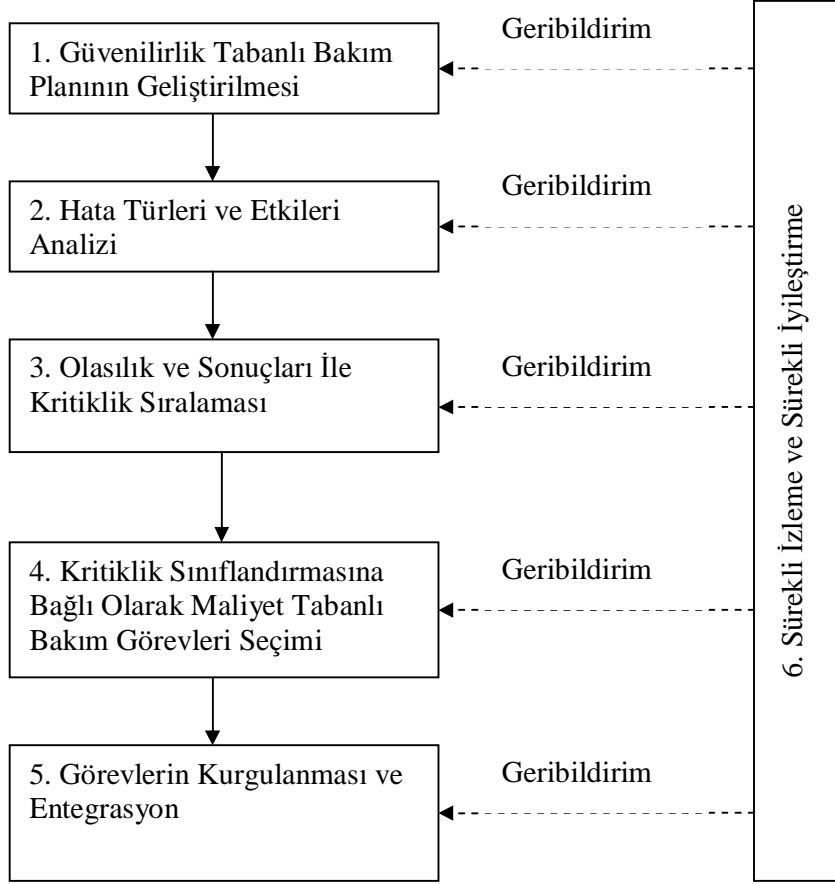 Geribildirim
1. Güvenilirlik Tabanlı Bakım
Planının Geliştirilmesi
Geribildirim
2. Hata Türleri ve Etkileri
Analizi
Geribildirim
3. Olasılık ve Sonuçları İle
Kritiklik Sıralaması
Geribildirim
4. Kritiklik Sınıflandırmasına
Bağlı Olarak Maliyet Tabanlı
Bakım Görevleri Seçimi
Geribildirim
5. Görevlerin Kurgulanması ve
Entegrasyon
6. Sürekli İzleme ve Sürekli İyileştirme